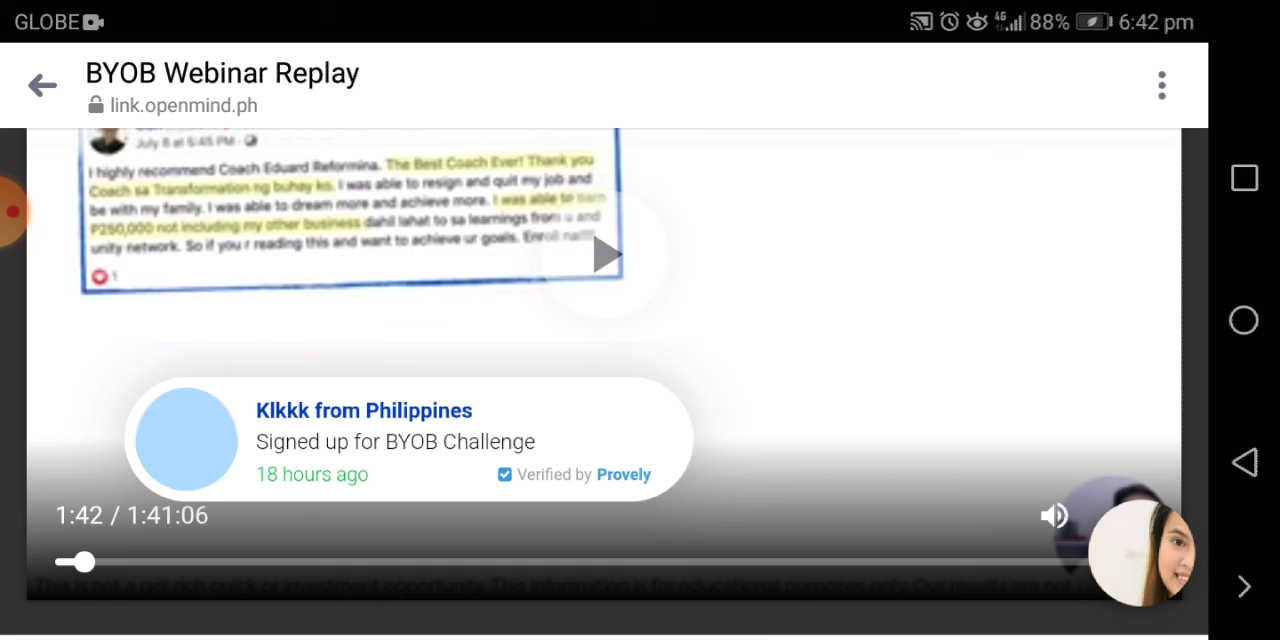 GLOBE
4G 88% 6:42 pm
BYOB Webinar Replay
link.openmind.ph
July 8 at 5:45 PM
I highly recommend Coach Eduard Reformina. The Best Coach Ever! Thank you
Coach sa Transformation ng buhay ko. I was able to resign and quit my job and
be with my family. I was able to dream more and achieve more. I was able to earn
P250,000 not including my other business dahil lahat to sa learnings from u and
unity network. So if you r reading this and want to achieve ur goals. Enroll
1
Klkkk from Philippines
Signed up for BYOB Challenge
18 hours ago
Verified by Provely
1:42 / 1:41:06
This is not a get rich quick or investment opportunity. This information is for educational purposes only. Our results are not